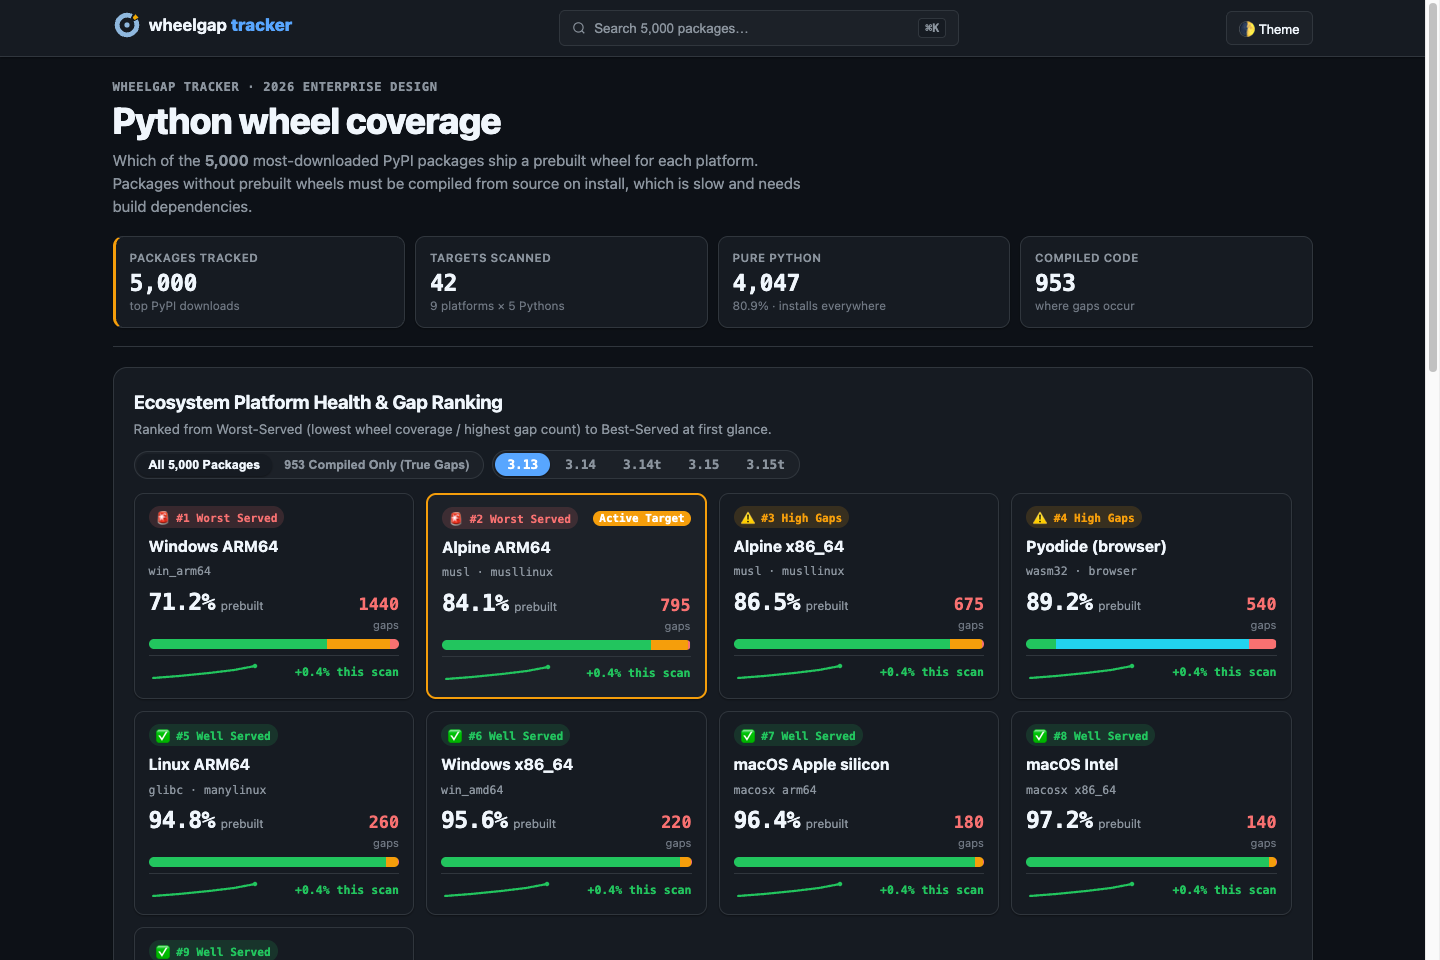 wheelgap tracker
Search 5,000 packages...
⌘K
Theme
WHEELGAP TRACKER · 2026 ENTERPRISE DESIGN
Python wheel coverage
Which of the 5,000 most-downloaded PyPI packages ship a prebuilt wheel for each platform.
Packages without prebuilt wheels must be compiled from source on install, which is slow and needs
build dependencies.
PACKAGES TRACKED
5,000
top PyPI downloads
TARGETS SCANNED
42
9 platforms × 5 Pythons
PURE PYTHON
4,047
80.9% · installs everywhere
COMPILED CODE
953
where gaps occur
Ecosystem Platform Health & Gap Ranking
Ranked from Worst-Served (lowest wheel coverage / highest gap count) to Best-Served at first glance.
All 5,000 Packages 953 Compiled Only (True Gaps) 3.13 3.14 3.14t 3.15 3.15t
#1 Worst Served
Windows ARM64
win_arm64
71.2% prebuilt 1440
gaps
+0.4% this scan
#2 Worst Served Active Target
Alpine ARM64
musl · musllinux
84.1% prebuilt 795
gaps
+0.4% this scan
#3 High Gaps
Alpine x86_64
musl · musllinux
86.5% prebuilt 675
gaps
+0.4% this scan
#4 High Gaps
Pyodide (browser)
wasm32 · browser
89.2% prebuilt 540
gaps
+0.4% this scan
#5 Well Served
Linux ARM64
glibc · manylinux
94.8% prebuilt 260
gaps
+0.4% this scan
#6 Well Served
Windows x86_64
win_amd64
95.6% prebuilt 220
gaps
+0.4% this scan
#7 Well Served
macOS Apple silicon
macosx arm64
96.4% prebuilt 180
gaps
+0.4% this scan
#8 Well Served
macOS Intel
macosx x86_64
97.2% prebuilt 140
gaps
+0.4% this scan
#9 Well Served